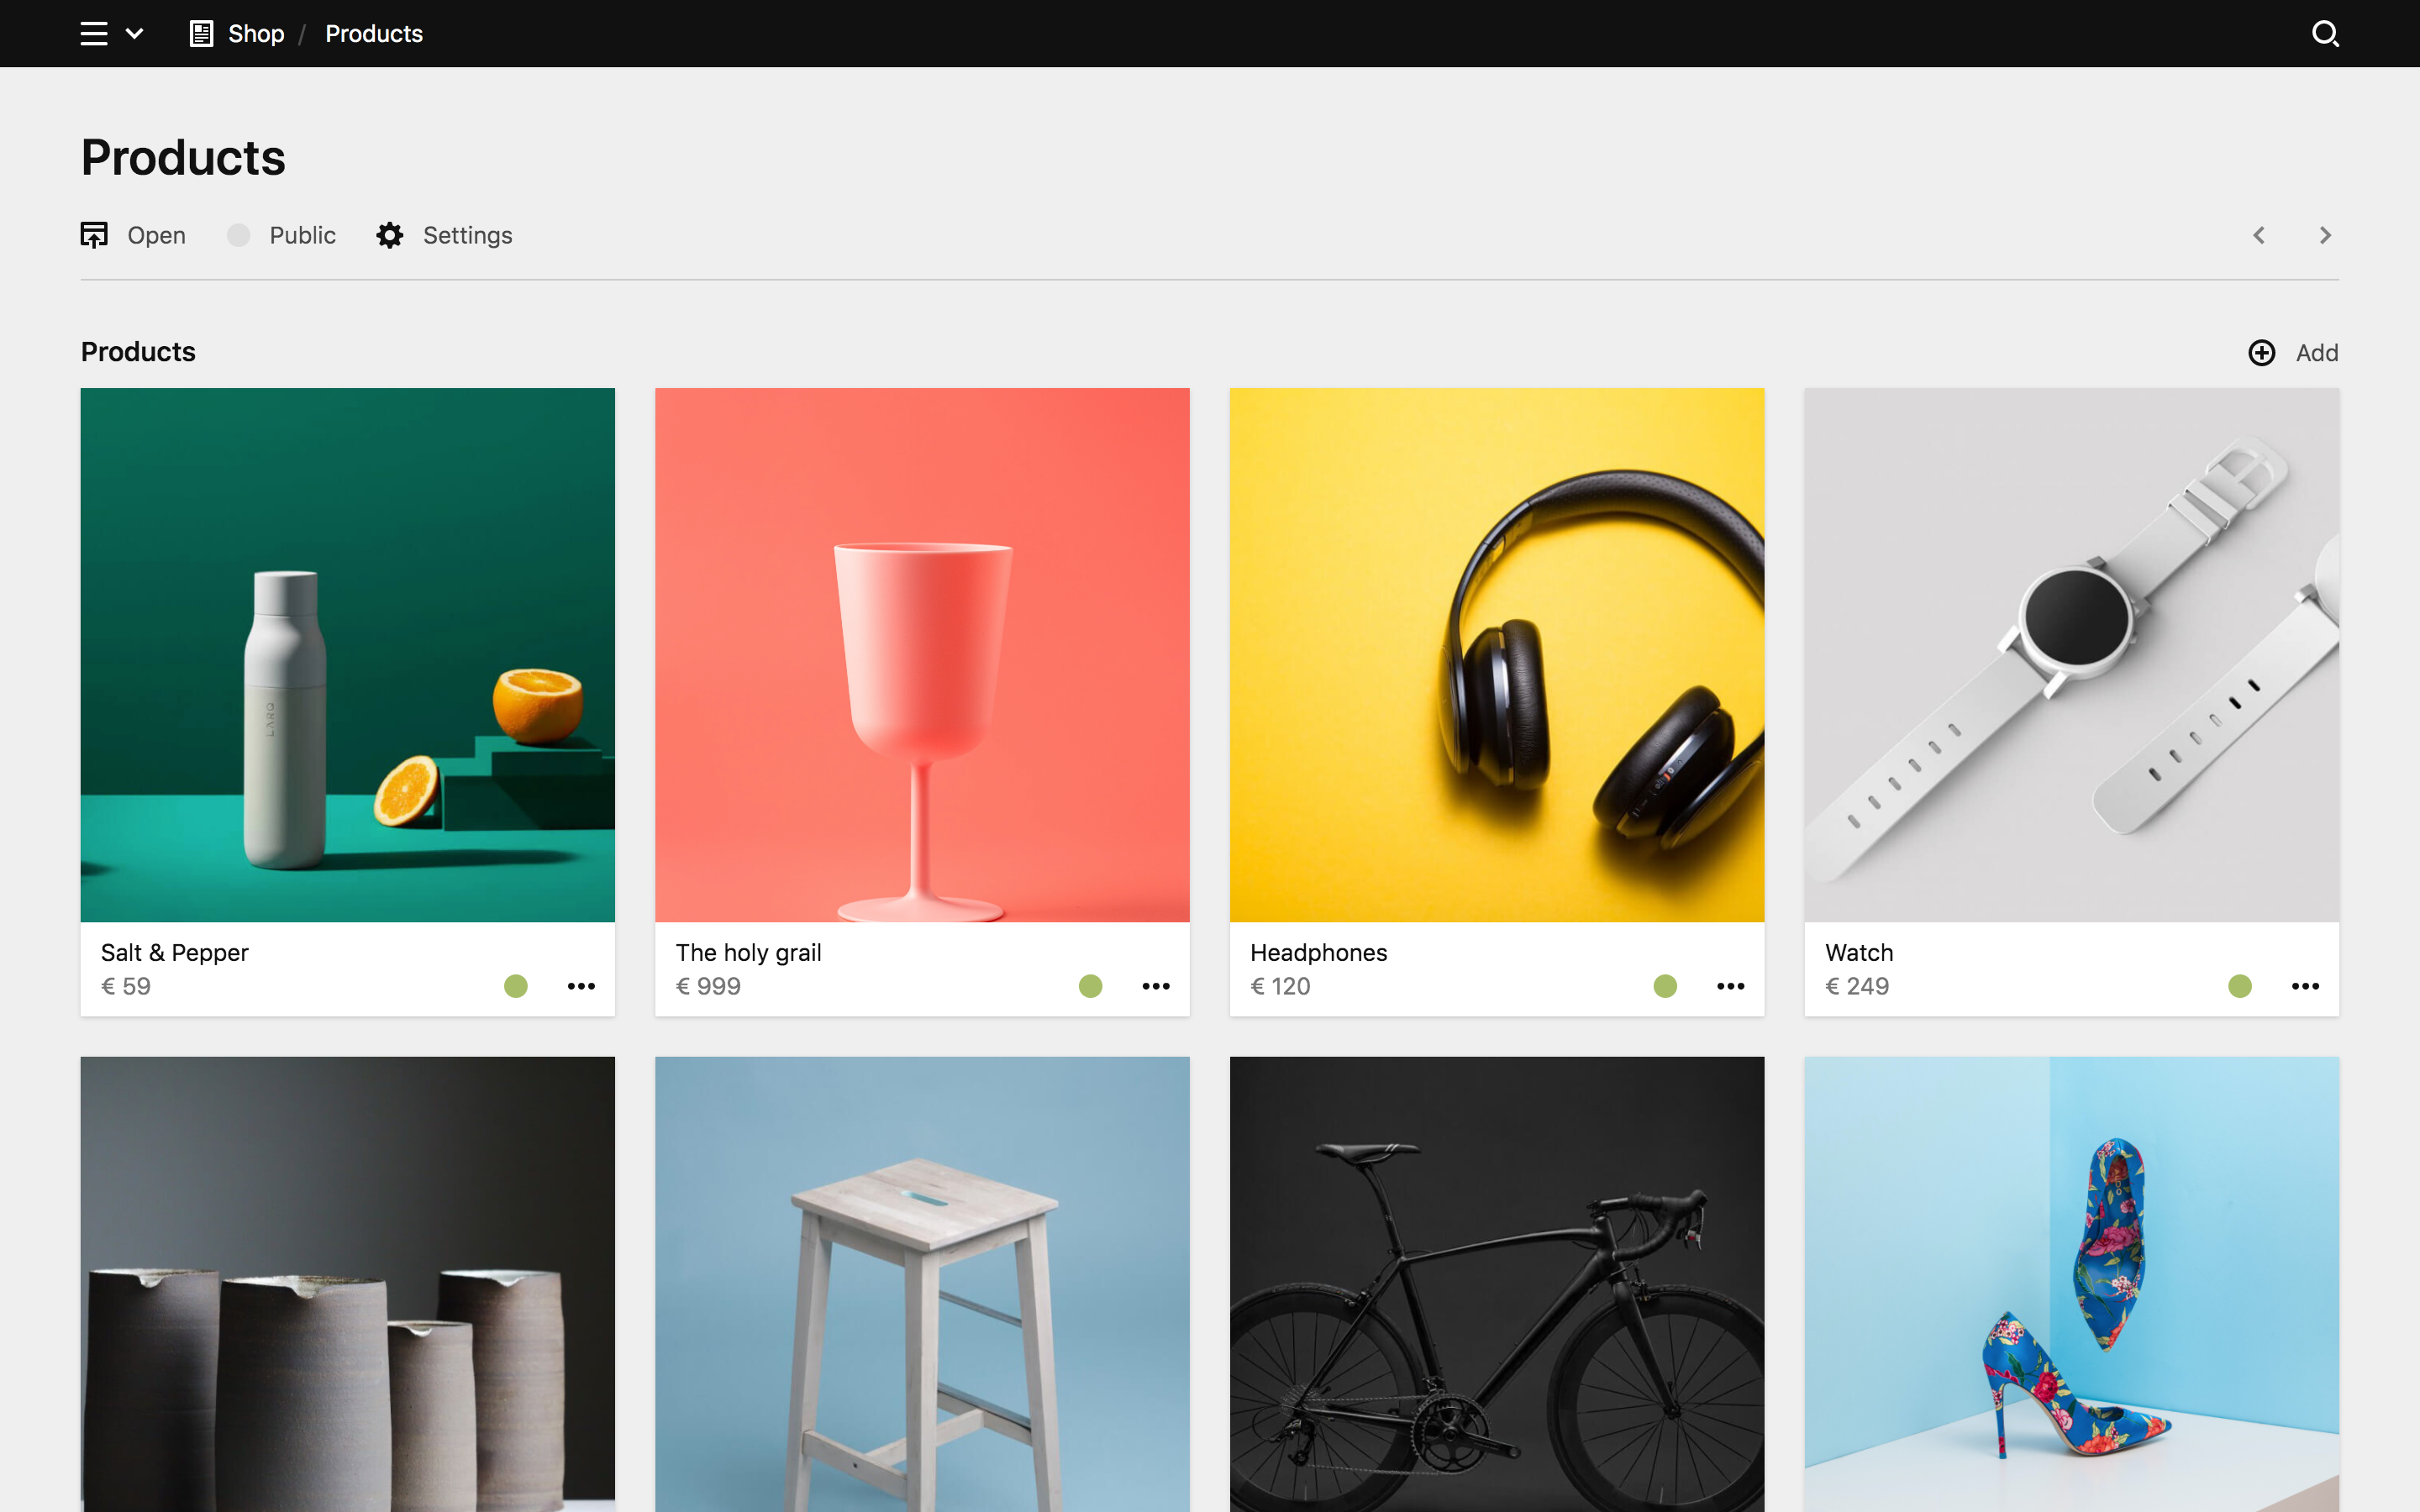 Shop / Products
Products
Open Public Settings
Products
Add
LARQ
Salt & Pepper
€ 59
The holy grail
€ 999
Headphones
€ 120
Watch
€ 249